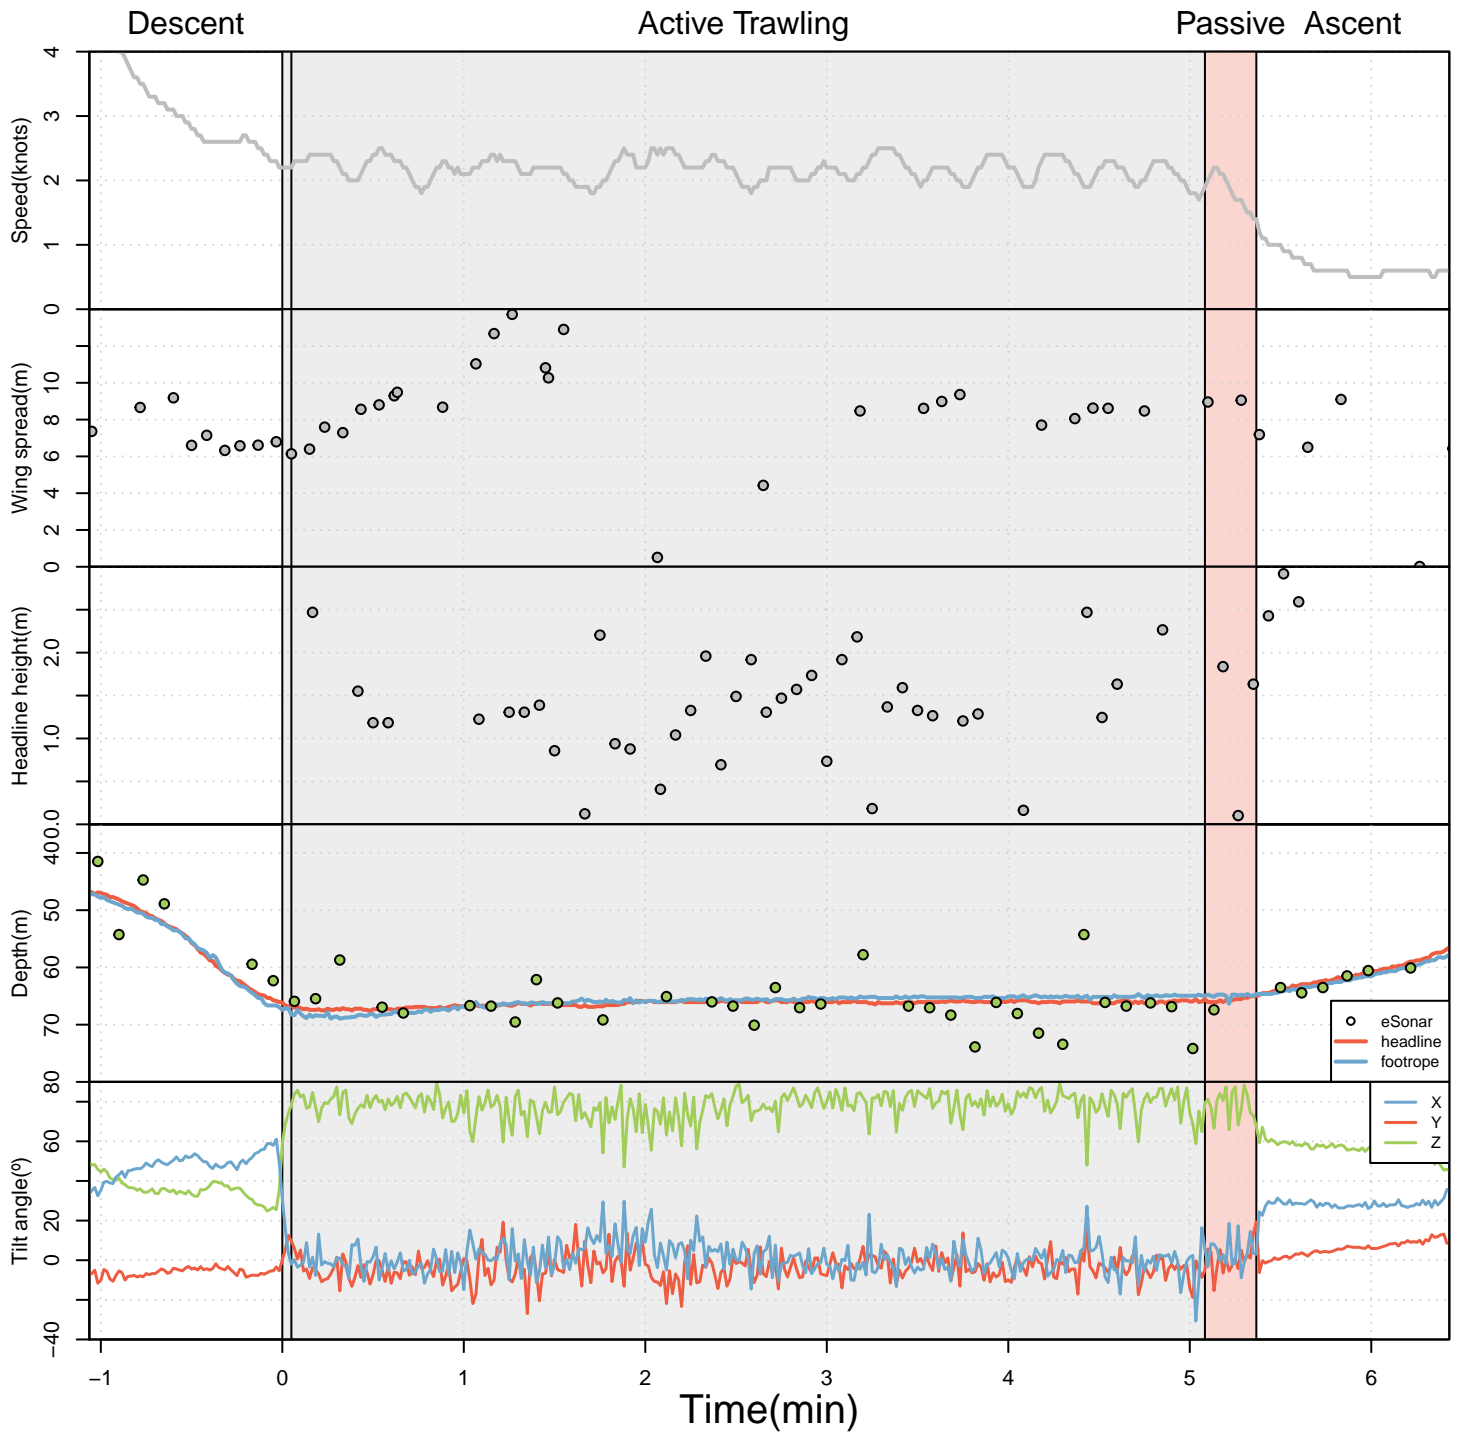 Descent Active Trawling Passive Ascent
Speed(knots)
4
3
2
1
0
Wing spread(m)
10
8
6
4
2
0
Headline height(m)
2.0
1.0
0.0
Depth(m)
40
50
60
70
80
eSonar
headline
footrope
Tilt angle(º)
60
20
0
−40
X
Y
Z
−1 0 1 2 3 4 5 6
Time(min)